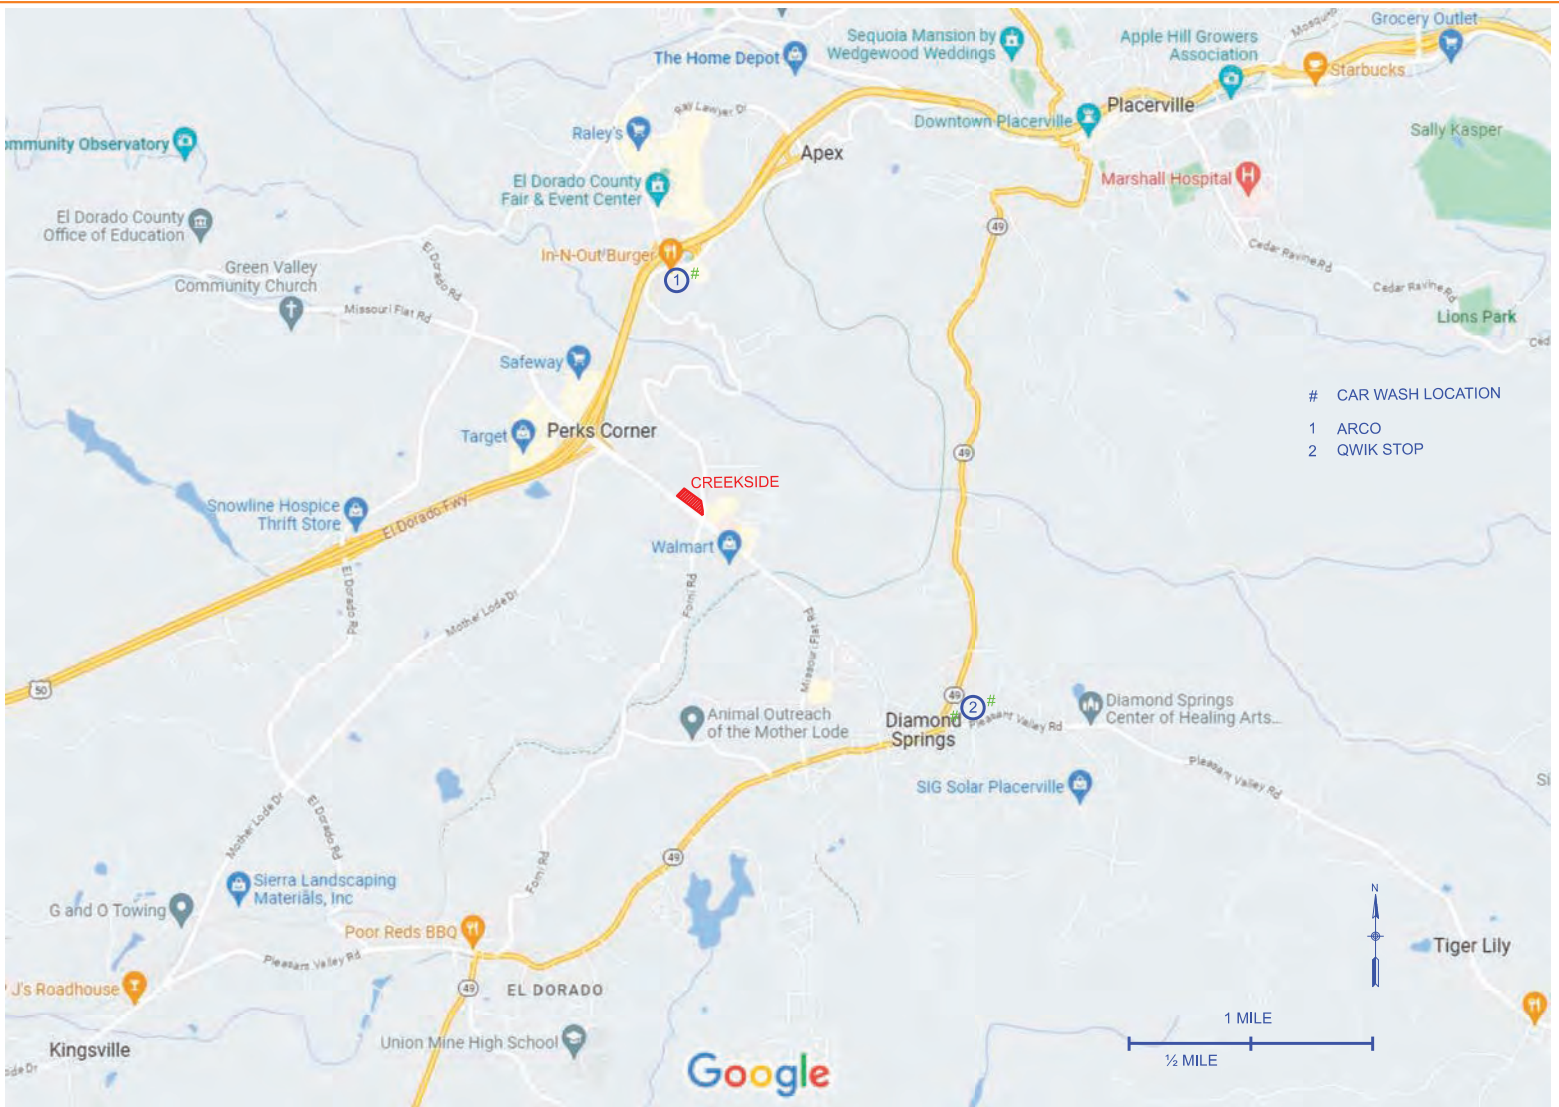 Grocery Outlet
Mosquito
Sequoia Mansion by
Wedgewood Weddings
Apple Hill Growers
Association
The Home Depot
Starbucks
Placerville
Ray Lawyer Dr
Downtown Placerville
Raley's
Sally Kasper
mmunity Observatory
Apex
Marshall Hospital
El Dorado County
Fair & Event Center
El Dorado County
Office of Education
49
In-N-Out Burger
#
1
El Dorado Rd
Cedar Ravine Rd
Green Valley
Community Church
Cedar Ravine Rd
Missouri Flat Rd
Lions Park
Ced
Safeway
# CAR WASH LOCATION
1 ARCO
2 QWIK STOP
Target
Perks Corner
49
CREEKSIDE
Snowline Hospice
Thrift Store
El Dorado Fwy
Walmart
El Dorado Rd
Forni Rd
Mother Lode Dr
Missouri Flat Rd
50
49
#
2
#
Diamond
Springs
Pleasant Valley Rd
Diamond Springs
Center of Healing Arts...
Animal Outreach
of the Mother Lode
Pleasant Valley Rd
SIG Solar Placerville
SI
Mother Lode Dr
El Dorado Rd
49
Forni Rd
Sierra Landscaping
Materials, Inc
G and O Towing
N
Poor Reds BBQ
Tiger Lily
Pleasant Valley Rd
J's Roadhouse
49
EL DORADO
1 MILE
Union Mine High School
Kingsville
½ MILE
ode Dr
Google